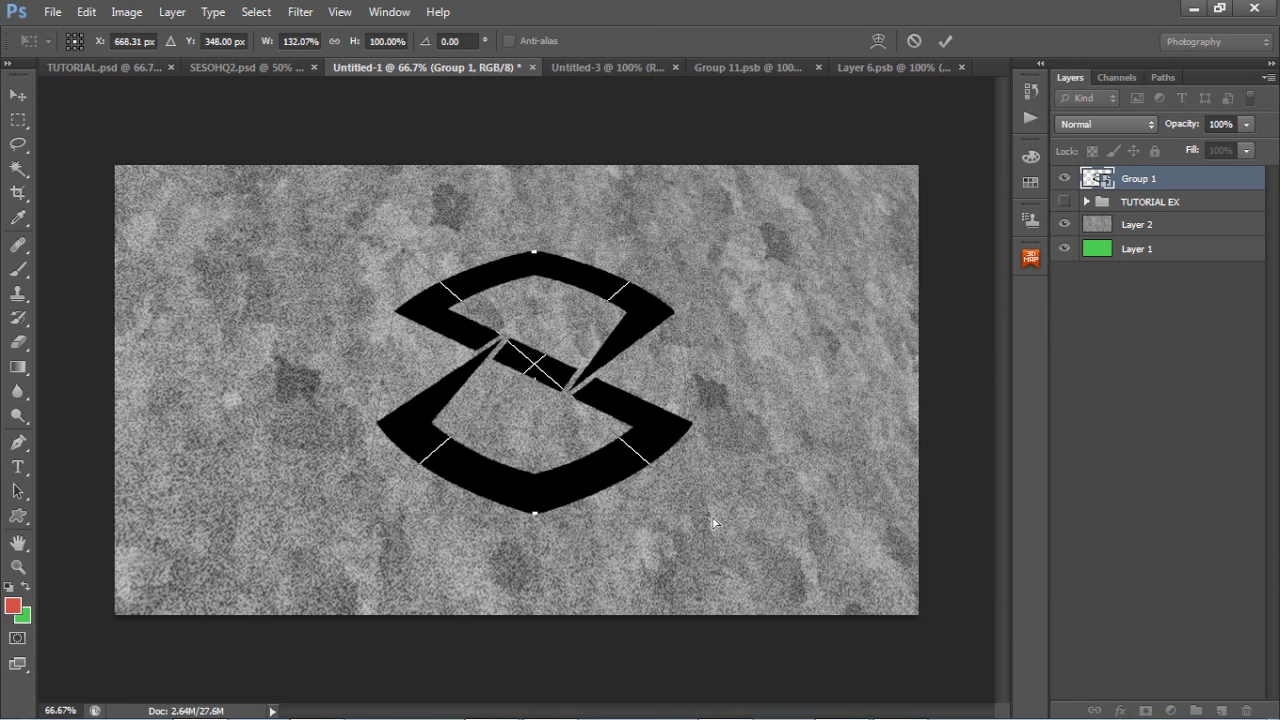 Ps File Edit Image Layer Type Select Filter View Window Help
X: 668.31 px Y: 348.00 px W: 132.07% H: 100.00% 0.00 ° Anti-alias Photography
TUTORIAL.psd @ 66.7... × SESOHQ2.psd @ 50% ... × Untitled-1 @ 66.7% (Group 1, RGB/8) * × Untitled-3 @ 100% (R... × Group 11.psb @ 100... × Layer 6.psb @ 100% (... ×
Layers Channels Paths
Kind
Normal Opacity: 100%
Lock: Fill: 100%
Group 1
TUTORIAL EX
Layer 2
Layer 1
3D MAP
66.67% Doc: 2.64M/27.6M